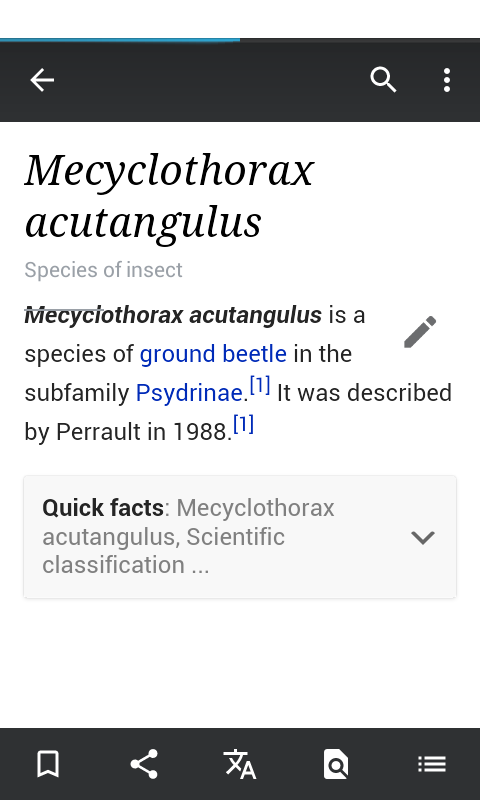 Mecyclothorax
acutangulus
Species of insect
Mecyclothorax acutangulus is a
species of ground beetle in the
subfamily Psydrinae.[1] It was described
by Perrault in 1988.[1]
Quick facts: Mecyclothorax
acutangulus, Scientific
classification ...